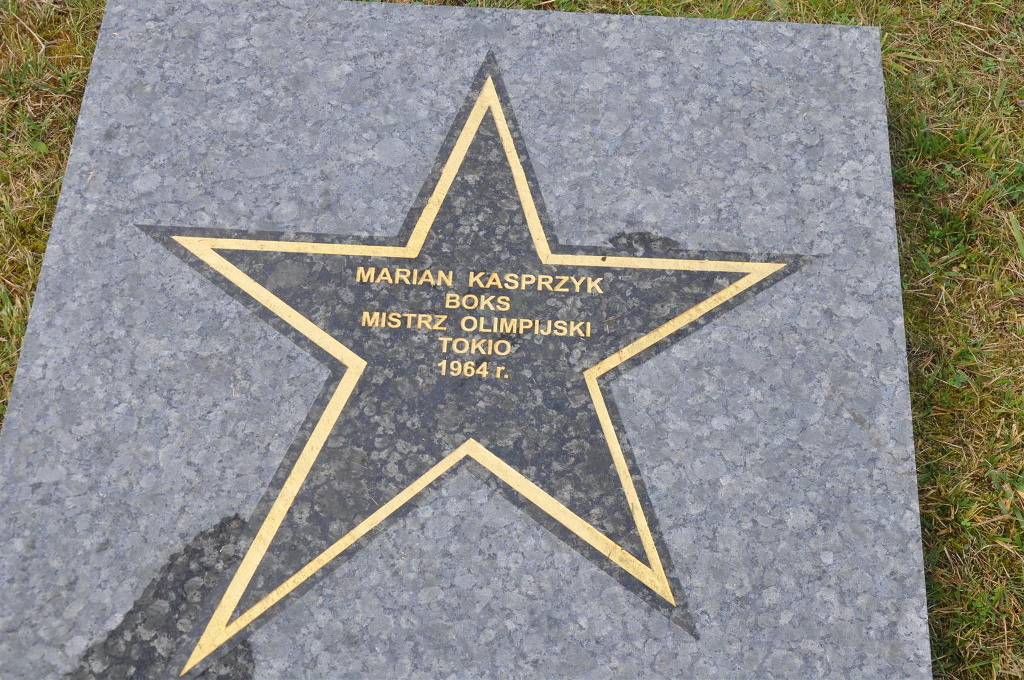 MARIAN KASPRZYK
BOKS
MISTRZ OLIMPIJSKI
TOKIO
1964 r.